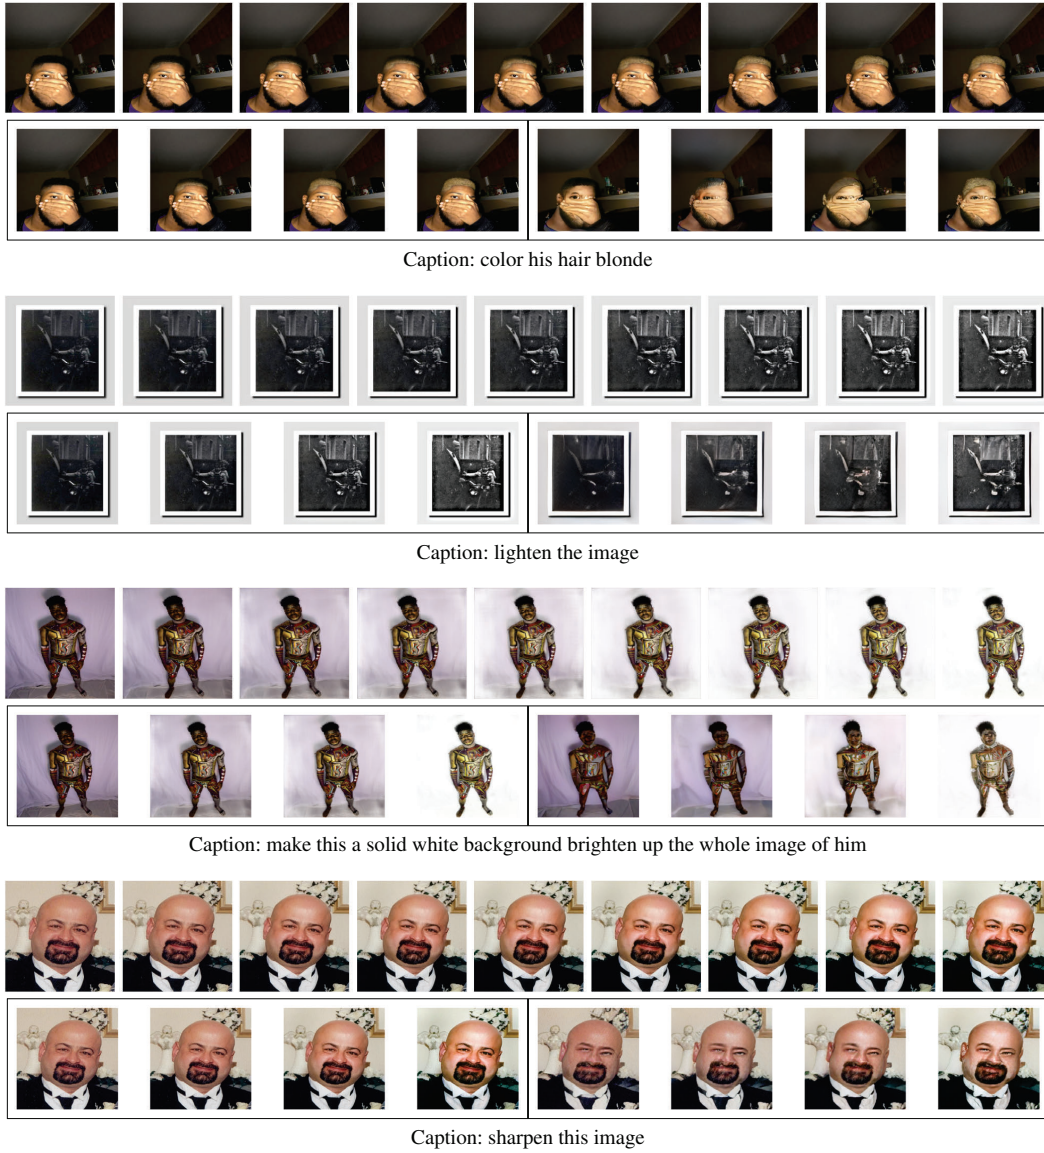 Caption: color his hair blonde
Caption: lighten the image
Caption: make this a solid white background brighten up the whole image of him
Caption: sharpen this image